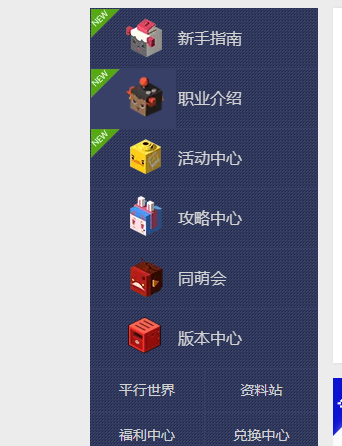 NEW
新手指南
NEW
职业介绍
NEW
活动中心
攻略中心
同萌会
版本中心
平行世界 资料站
福利中心 兑换中心